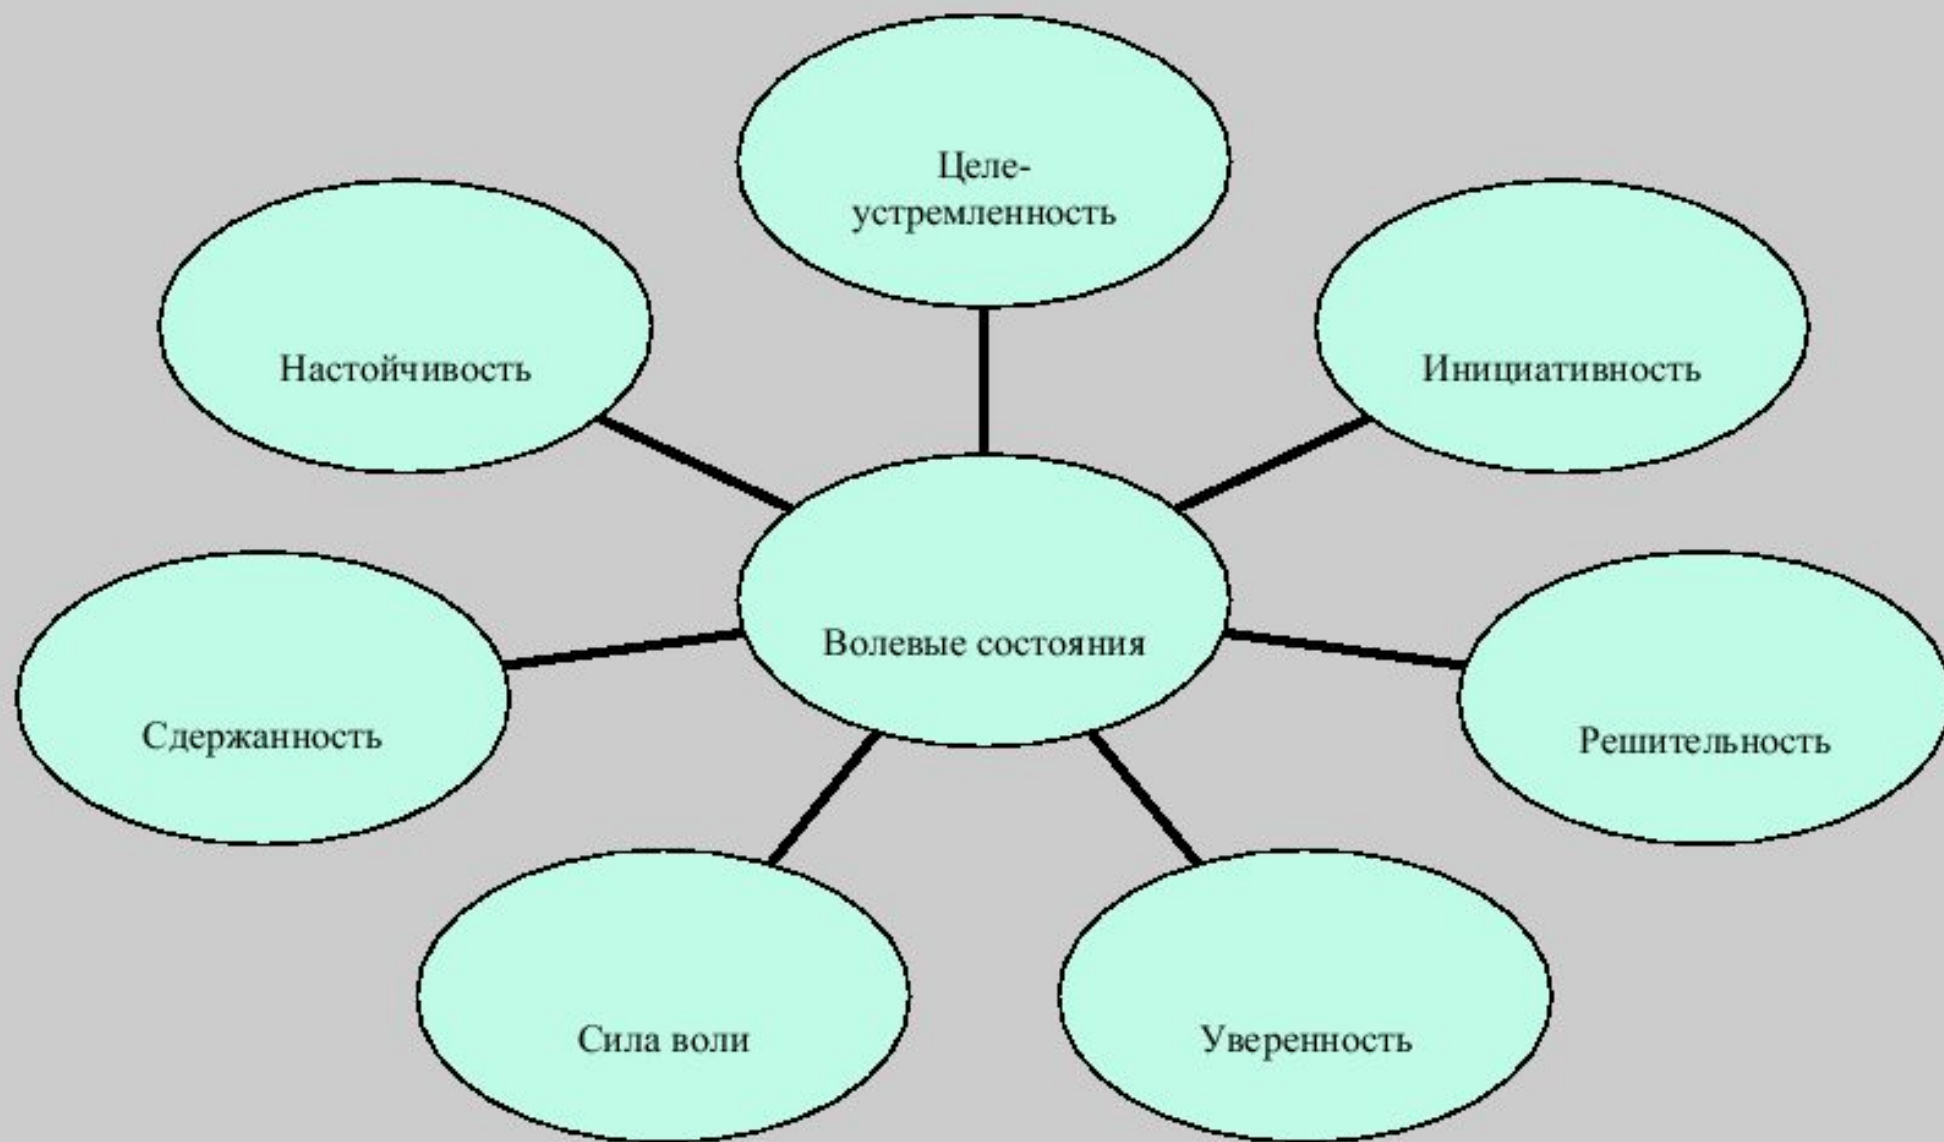 Целе-
устремленность
Настойчивость
Инициативность
Волевые состояния
Сдержанность
Решительность
Сила воли
Уверенность